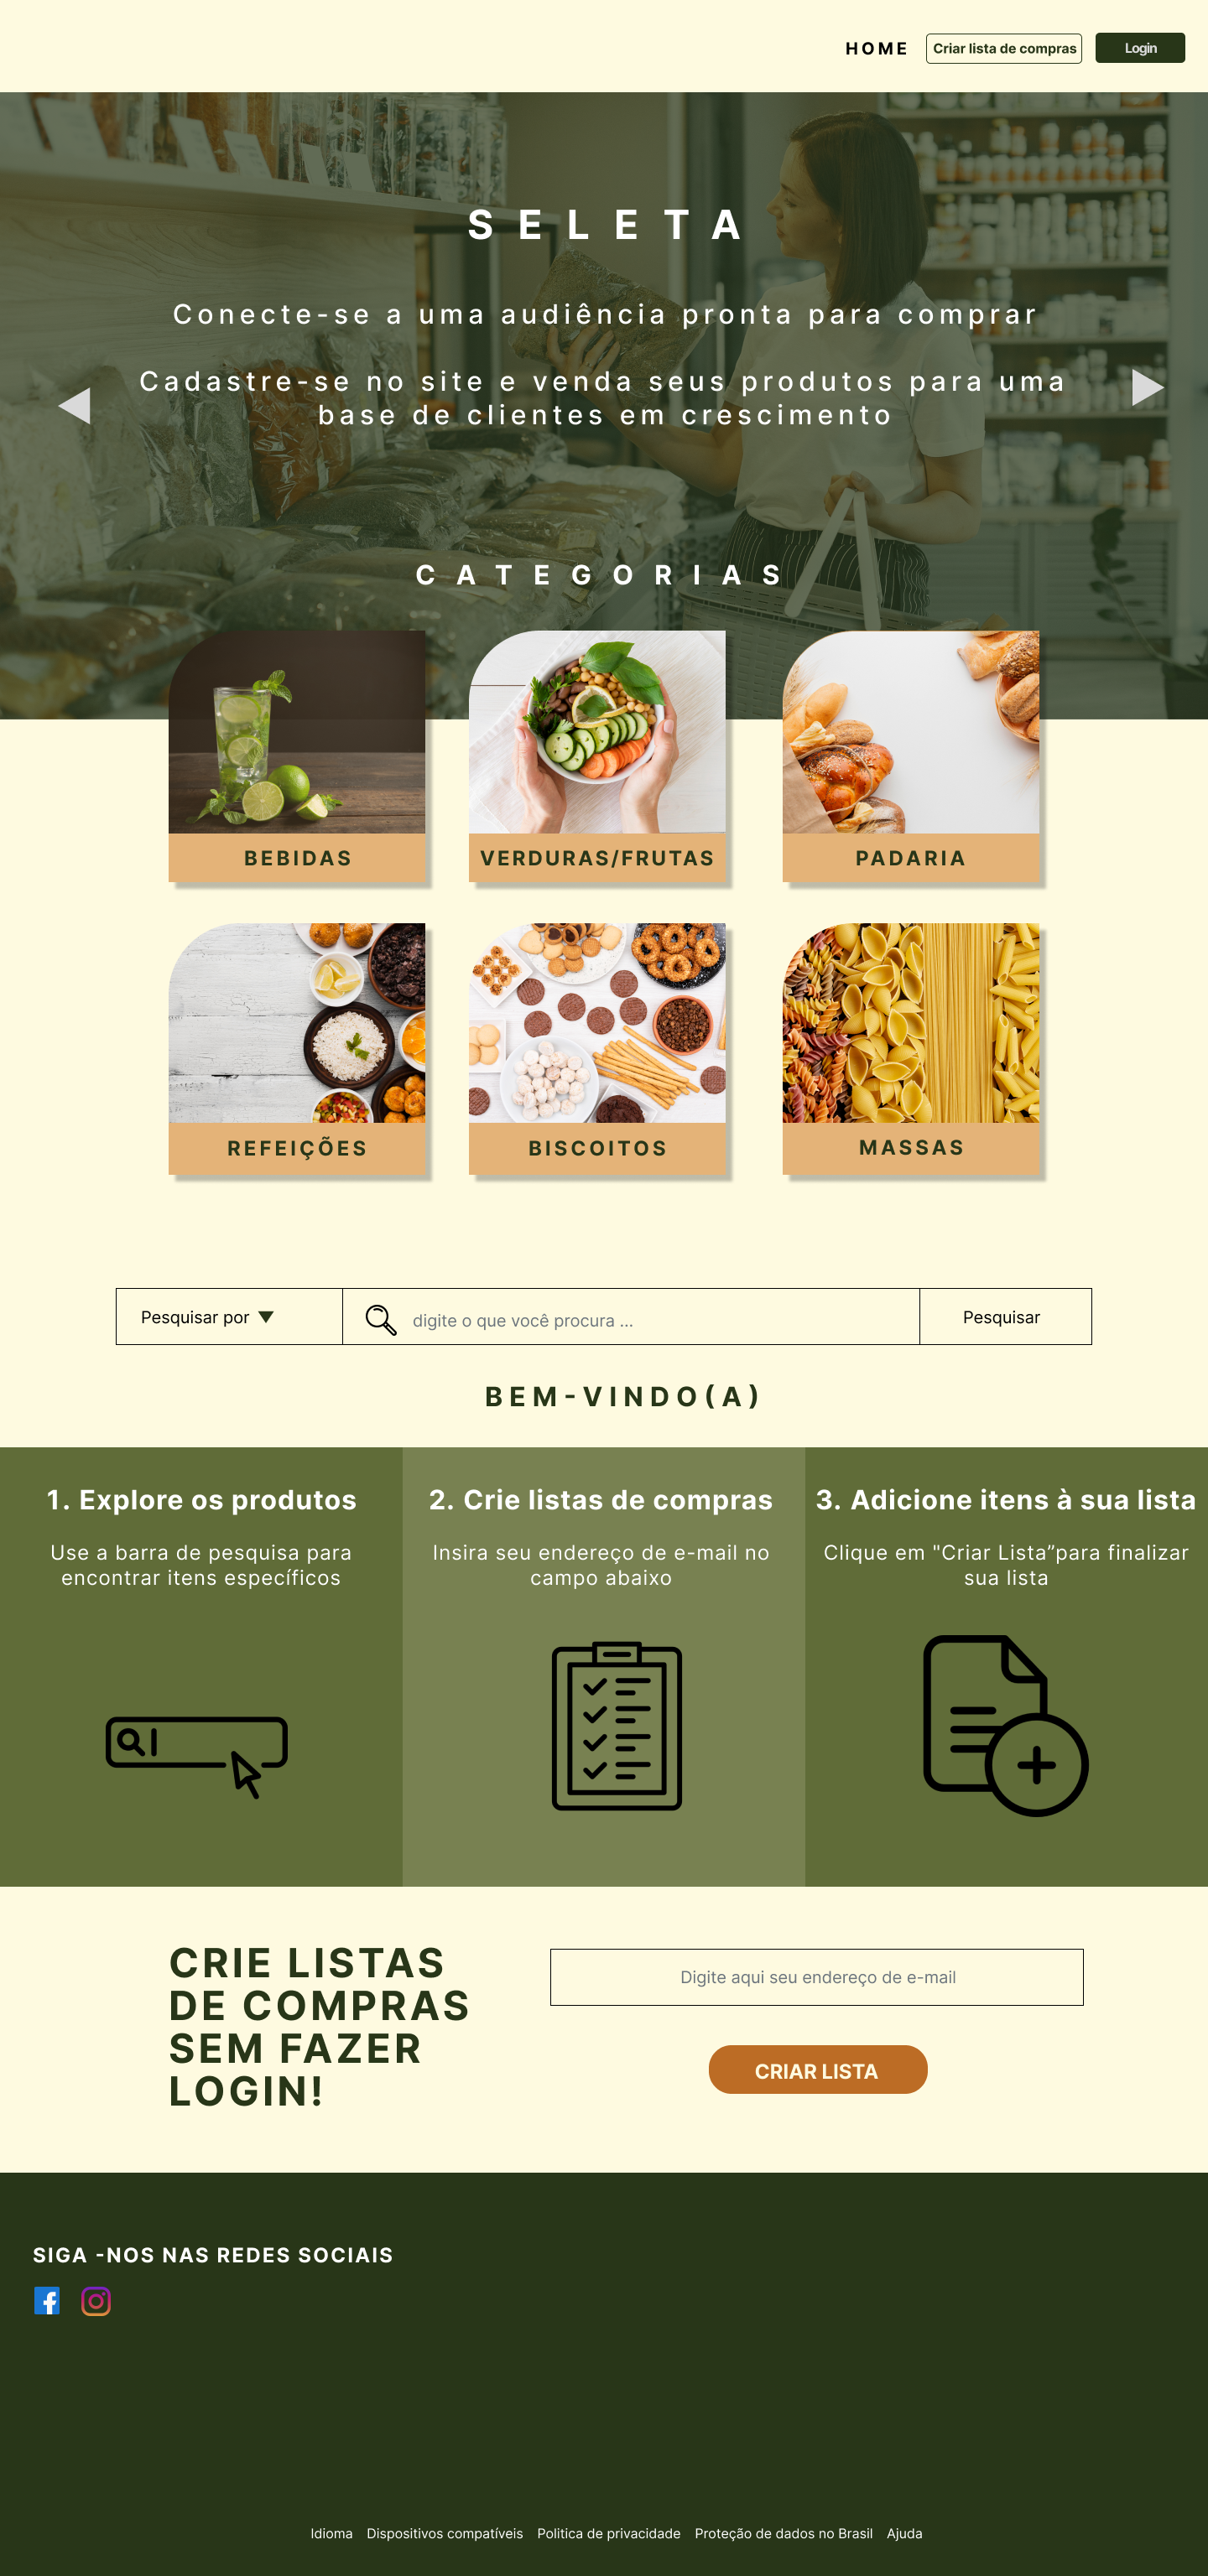 HOME
Criar lista de compras
Login
SELETA
Conecte-se a uma audiência pronta para comprar
Cadastre-se no site e venda seus produtos para uma
base de clientes em crescimento
CATEGORIAS
BEBIDAS
VERDURAS/FRUTAS
PADARIA
REFEIÇÕES
BISCOITOS
MASSAS
Pesquisar por
digite o que você procura ...
Pesquisar
BEM-VINDO(A)
1. Explore os produtos
Use a barra de pesquisa para
encontrar itens específicos
2. Crie listas de compras
Insira seu endereço de e-mail no
campo abaixo
3. Adicione itens à sua lista
Clique em "Criar Lista”para finalizar
sua lista
CRIE LISTAS
DE COMPRAS
SEM FAZER
LOGIN!
Digite aqui seu endereço de e-mail
CRIAR LISTA
SIGA -NOS NAS REDES SOCIAIS
Idioma
Dispositivos compatíveis
Politica de privacidade
Proteção de dados no Brasil
Ajuda